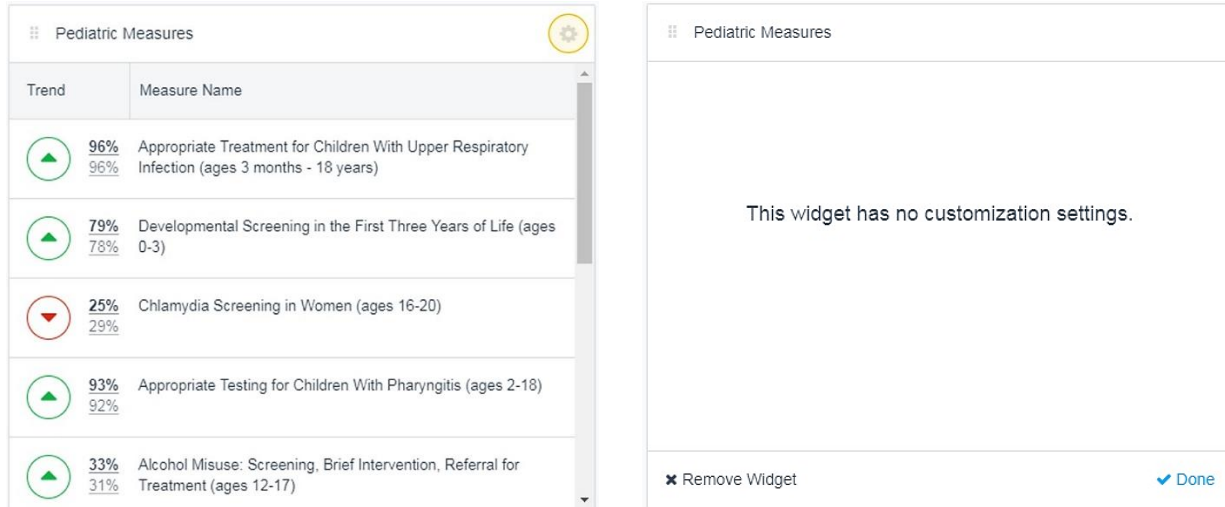 Pediatric Measures
Trend
Measure Name
96%
96%
Appropriate Treatment for Children With Upper Respiratory
Infection (ages 3 months - 18 years)
79%
78%
Developmental Screening in the First Three Years of Life (ages
0-3)
25%
29%
Chlamydia Screening in Women (ages 16-20)
93%
92%
Appropriate Testing for Children With Pharyngitis (ages 2-18)
33%
31%
Alcohol Misuse: Screening, Brief Intervention, Referral for
Treatment (ages 12-17)
Pediatric Measures
This widget has no customization settings.
Remove Widget
Done